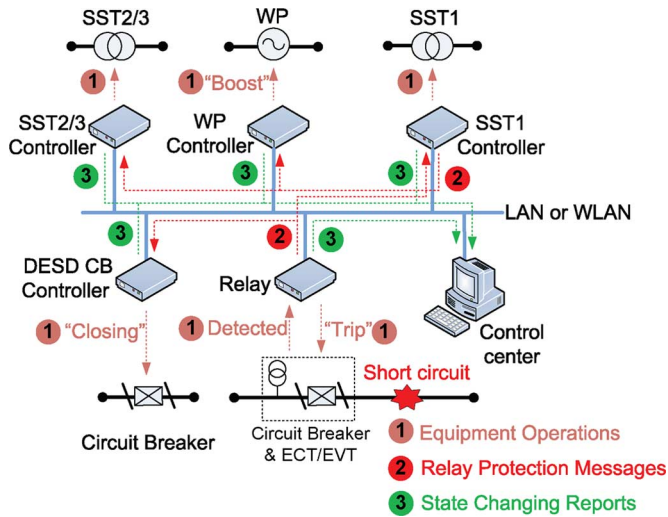 SST2/3
WP
SST1
1
1 "Boost"
1
SST2/3
Controller
WP
Controller
SST1
Controller
3
3
3
2
LAN or WLAN
3
2
3
DESD CB
Controller
Relay
Control
center
1 "Closing"
1 Detected
"Trip" 1
Short circuit
Circuit Breaker
Circuit Breaker
& ECT/EVT
1 Equipment Operations
2 Relay Protection Messages
3 State Changing Reports